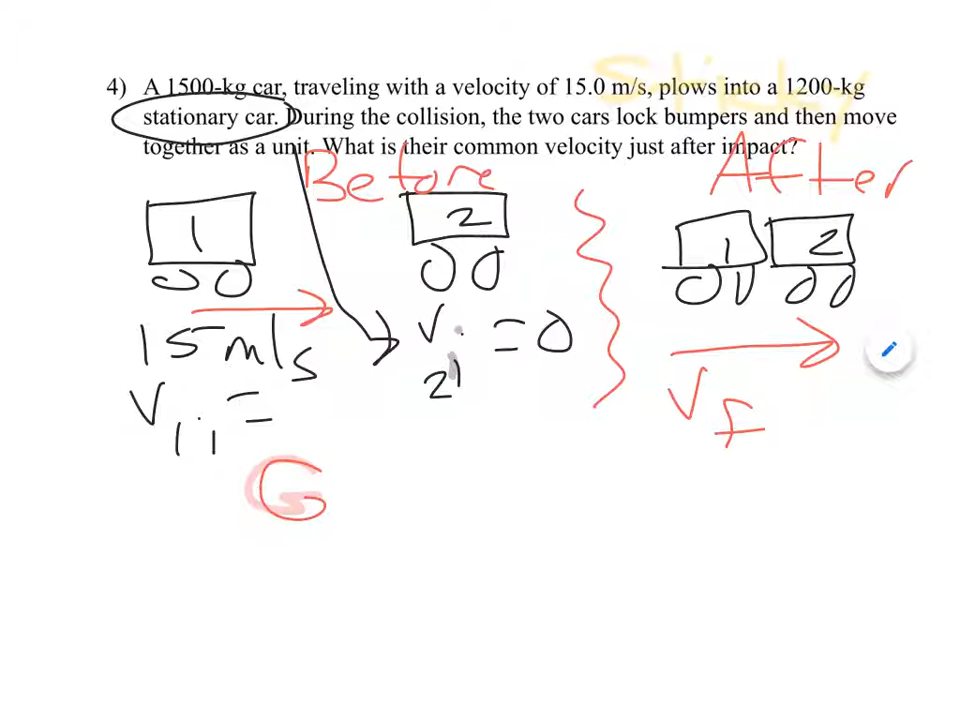 Sticky
4) A 1500-kg car, traveling with a velocity of 15.0 m/s, plows into a 1200-kg
stationary car. During the collision, the two cars lock bumpers and then move
together as a unit. What is their common velocity just after impact?
Before
After
1
2
1 2
15 m/s
V1i =
V2i = 0
Vf
G